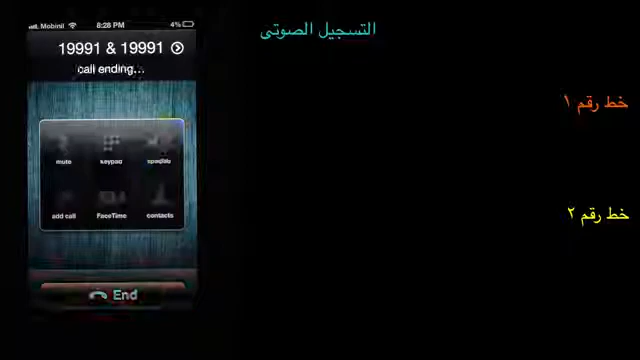 Mobinil 8:28 PM 4%
19991 & 19991
call ending...
mute keypad speaker
add call FaceTime contacts
End
التسجيل الصوتى
خط رقم ١
خط رقم ٢